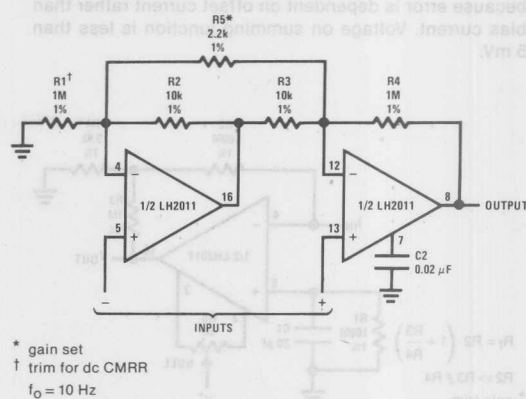 because error is dependent on offset current rather than
bias current. Voltage on summing junction is less than
5 mV.
R5*
2.2k
1%
R1†
1M
1%
R2
10k
1%
R3
10k
1%
R4
1M
1%
4
−
16
1/2 LH2011
5
+
12
−
8
OUTPUT
1/2 LH2011
13
+
7
C2
0.02 μF
−
+
INPUTS
* gain set
† trim for dc CMRR
fO = 10 Hz